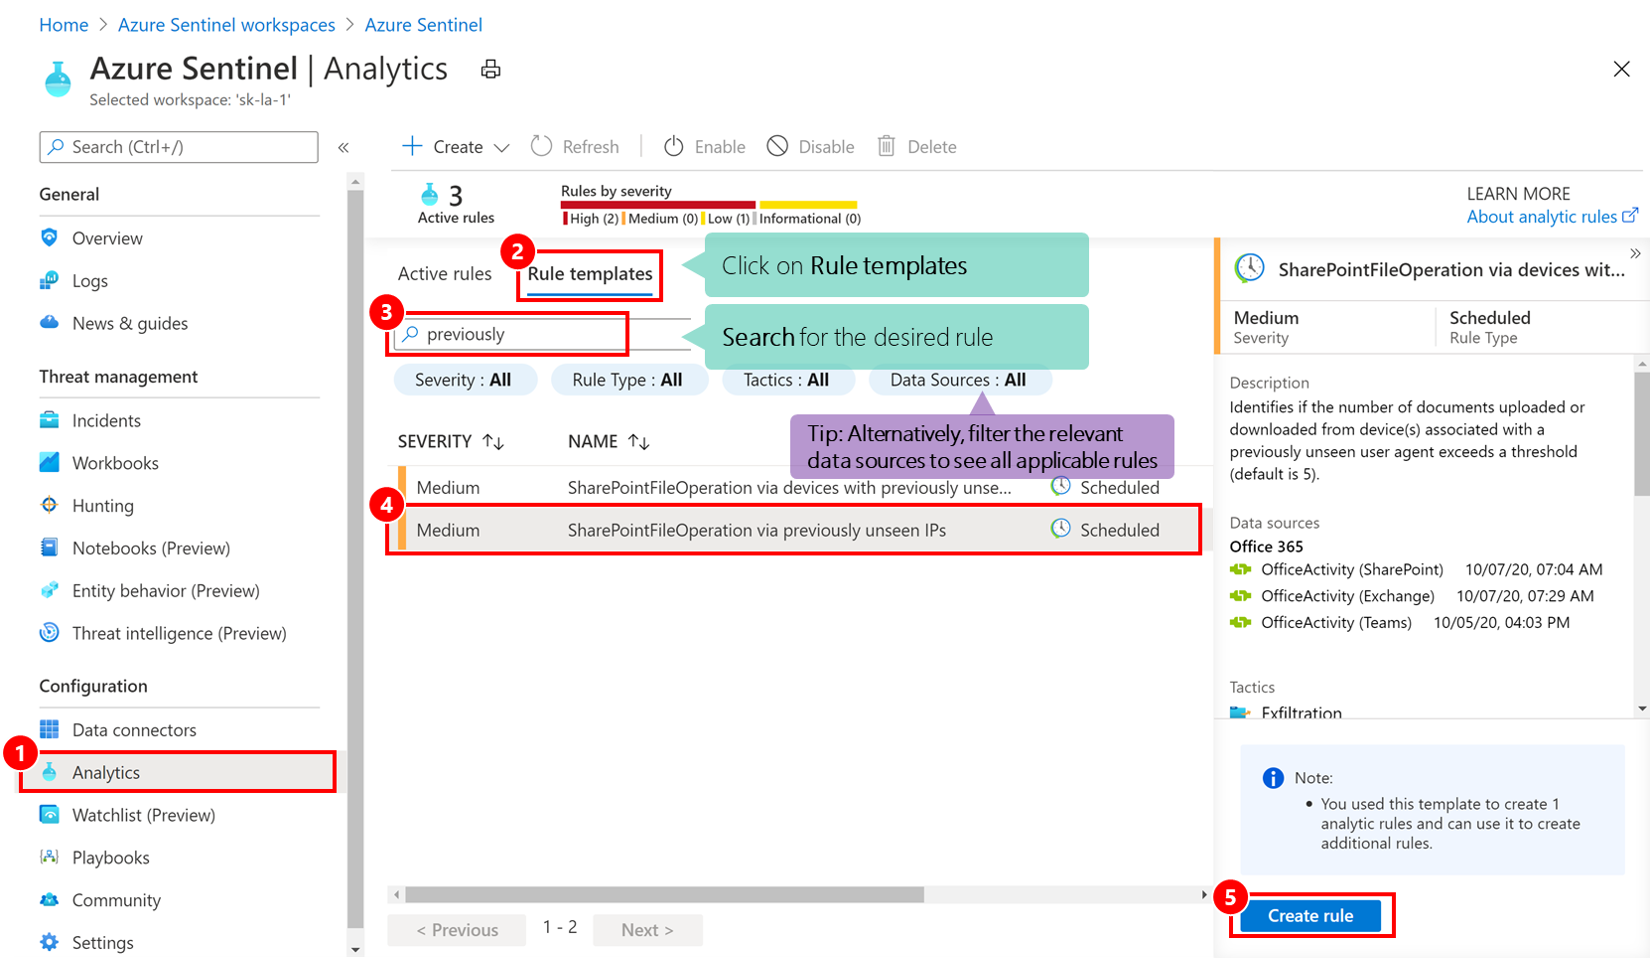 Home > Azure Sentinel workspaces > Azure Sentinel
Azure Sentinel | Analytics
Selected workspace: 'sk-la-1'
Search (Ctrl+/)
«
General
Overview
Logs
News & guides
Threat management
Incidents
Workbooks
Hunting
Notebooks (Preview)
Entity behavior (Preview)
Threat intelligence (Preview)
Configuration
Data connectors
1
Analytics
Watchlist (Preview)
Playbooks
Community
Settings
Create Refresh Enable Disable Delete
3
Active rules
Rules by severity
High (2) Medium (0) Low (1) Informational (0)
LEARN MORE
About analytic rules
2
Active rules Rule templates
Click on Rule templates
3
previously
Search for the desired rule
Severity : All Rule Type : All Tactics : All Data Sources : All
Tip: Alternatively, filter the relevant
data sources to see all applicable rules
SEVERITY ↑↓ NAME ↑↓
Medium SharePointFileOperation via devices with previously unse... Scheduled
4
Medium SharePointFileOperation via previously unseen IPs Scheduled
< Previous 1 - 2 Next >
»
SharePointFileOperation via devices wit...
Medium Scheduled
Severity Rule Type
Description
Identifies if the number of documents uploaded or
downloaded from device(s) associated with a
previously unseen user agent exceeds a threshold
(default is 5).
Data sources
Office 365
OfficeActivity (SharePoint) 10/07/20, 07:04 AM
OfficeActivity (Exchange) 10/07/20, 07:29 AM
OfficeActivity (Teams) 10/05/20, 04:03 PM
Tactics
Exfiltration
Note:
• You used this template to create 1
analytic rules and can use it to create
additional rules.
5
Create rule